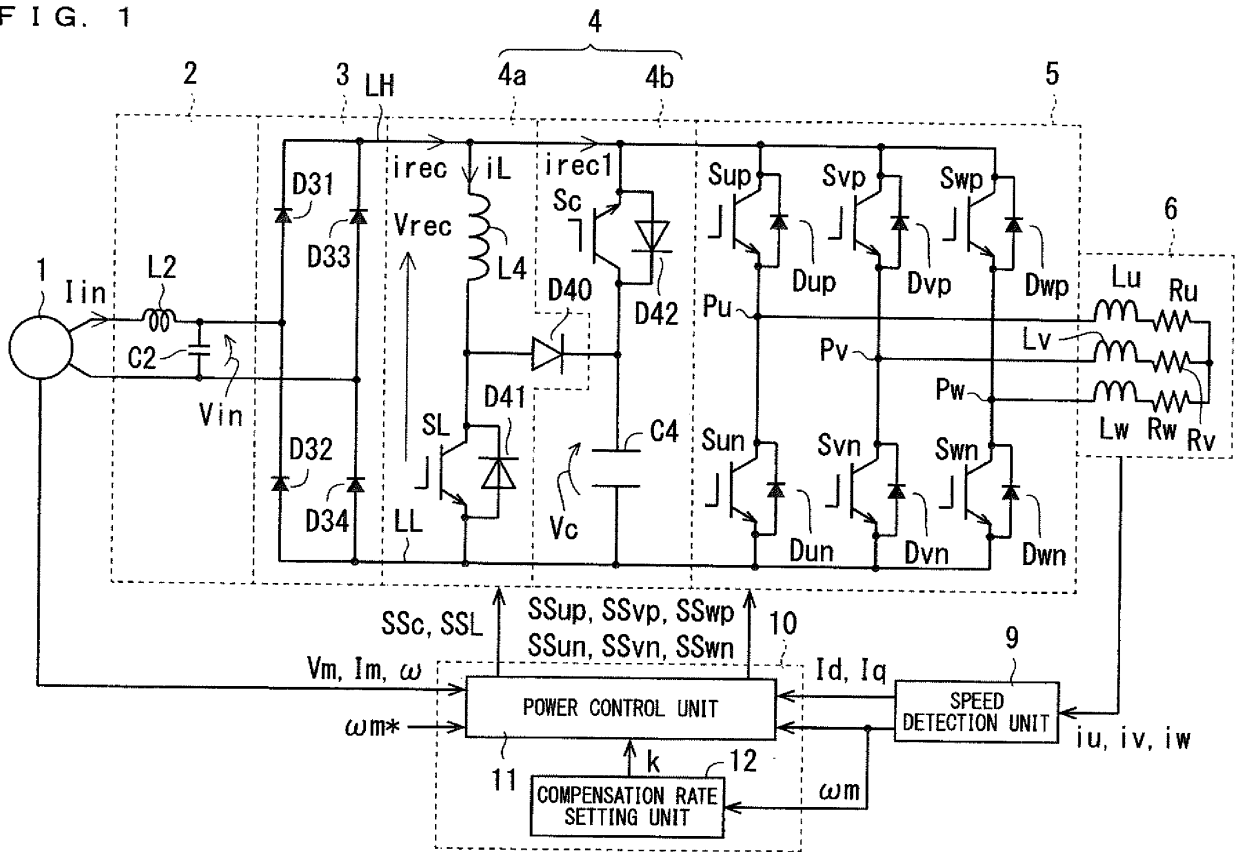 FIG. 1
4
2
3
LH
4a
4b
5
irec
iL
irec1
D31
D33
Vrec
L4
Sc
D42
D40
Sup
Svp
Swp
Dup
Dvp
Dwp
6
1
Iin
L2
C2
Vin
Pu
Pv
Pw
Lu
Ru
Lv
Lw
Rw
Rv
D32
D34
SL
D41
LL
C4
Vc
Sun
Svn
Swn
Dun
Dvn
Dwn
SSc, SSL
SSup, SSvp, SSwp
SSun, SSvn, SSwn
10
Vm, Im, ω
ωm*
POWER CONTROL UNIT
11
Id, Iq
9
SPEED
DETECTION UNIT
iu, iv, iw
k
12
COMPENSATION RATE
SETTING UNIT
ωm